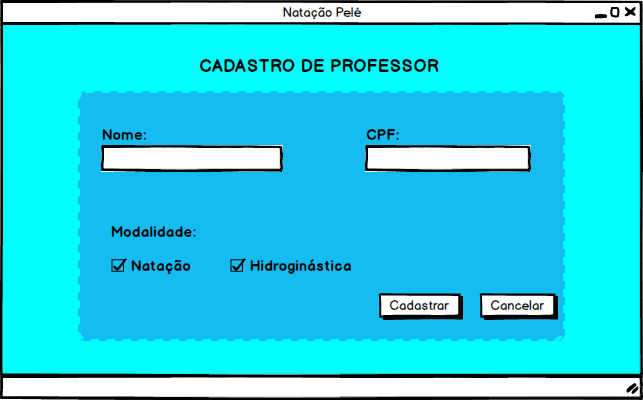 Natação Pelé
CADASTRO DE PROFESSOR
Nome: CPF:
Modalidade:
Natação Hidroginástica
Cadastrar Cancelar